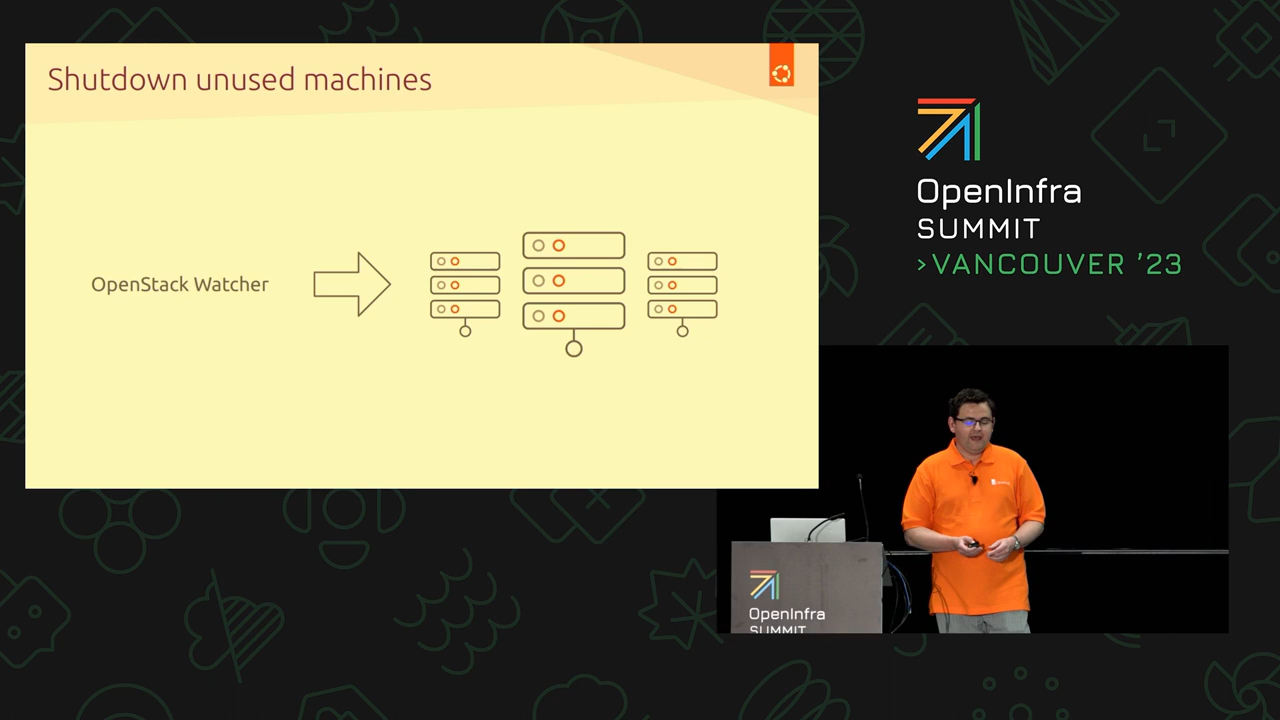 Shutdown unused machines
OpenStack Watcher
OpenInfra
SUMMIT
>VANCOUVER ’23
OpenInfra
SUMMIT